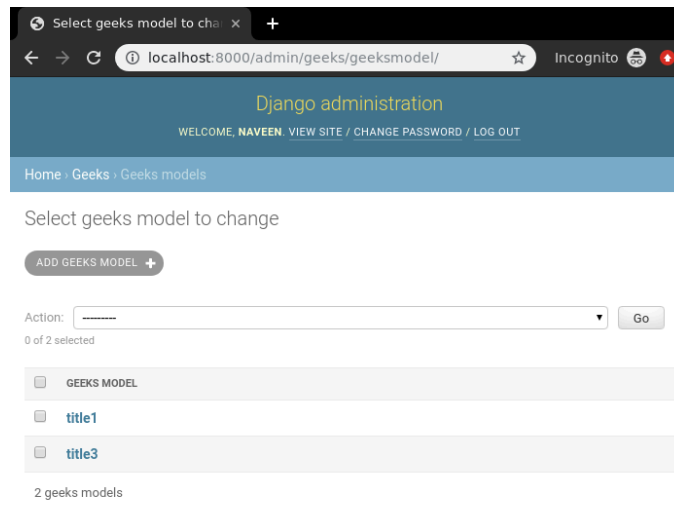 Select geeks model to cha
localhost:8000/admin/geeks/geeksmodel/ Incognito
Django administration
WELCOME, NAVEEN. VIEW SITE / CHANGE PASSWORD / LOG OUT
Home › Geeks › Geeks models
Select geeks model to change
ADD GEEKS MODEL +
Action: --------- Go
0 of 2 selected
GEEKS MODEL
title1
title3
2 geeks models